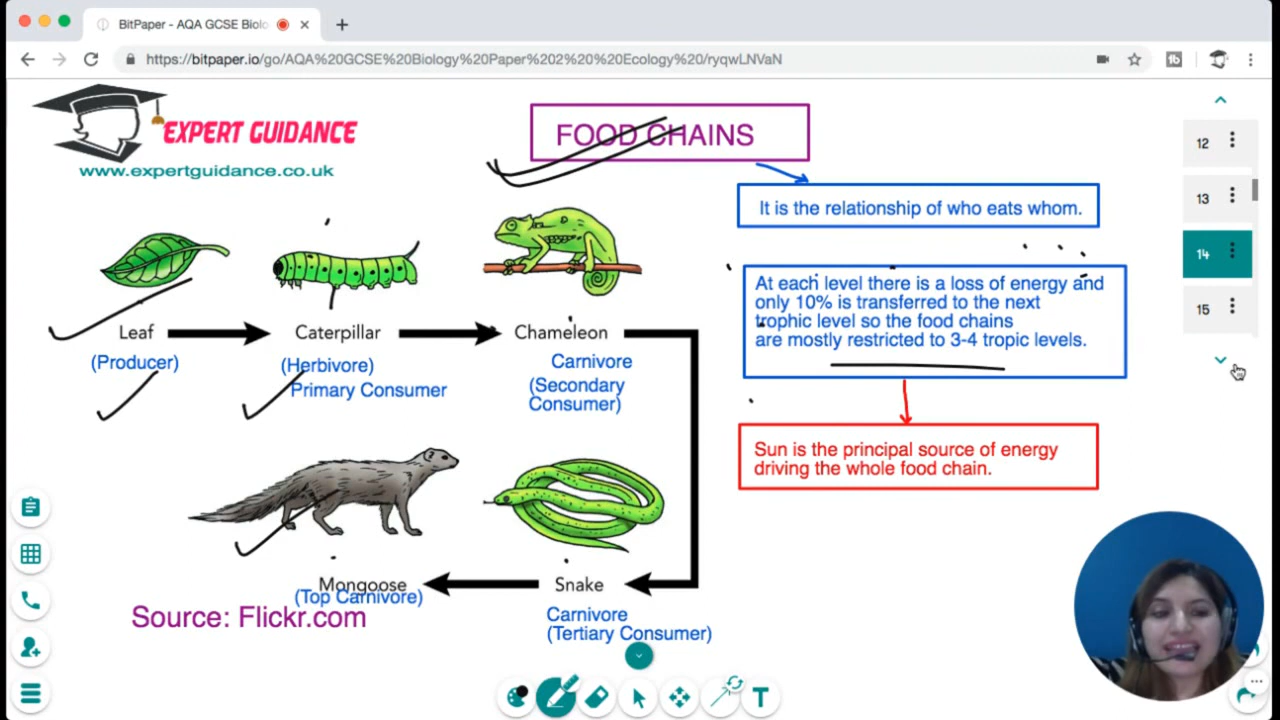 BitPaper - AQA GCSE Biolo
https://bitpaper.io/go/AQA%20GCSE%20Biology%20Paper%202%20%20Ecology%20/ryqwLNVaN
EXPERT GUIDANCE
www.expertguidance.co.uk
FOOD CHAINS
It is the relationship of who eats whom.
At each level there is a loss of energy and
only 10% is transferred to the next
trophic level so the food chains
are mostly restricted to 3-4 tropic levels.
Sun is the principal source of energy
driving the whole food chain.
Leaf
(Producer)
Caterpillar
(Herbivore)
Primary Consumer
Chameleon
Carnivore
(Secondary
Consumer)
Snake
Carnivore
(Tertiary Consumer)
Mongoose
(Top Carnivore)
Source: Flickr.com
12
13
14
15
T